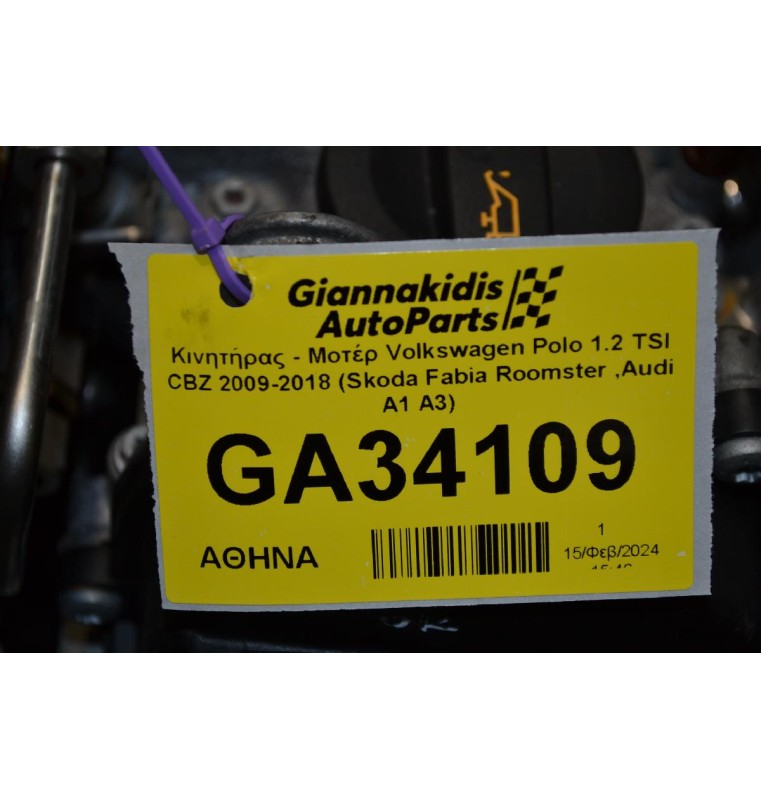 Giannakidis
AutoParts
Κινητήρας - Μοτέρ Volkswagen Polo 1.2 TSI
CBZ 2009-2018 (Skoda Fabia Roomster ,Audi
A1 A3)
GA34109
ΑΘΗΝΑ
1
15/Φεβ/2024